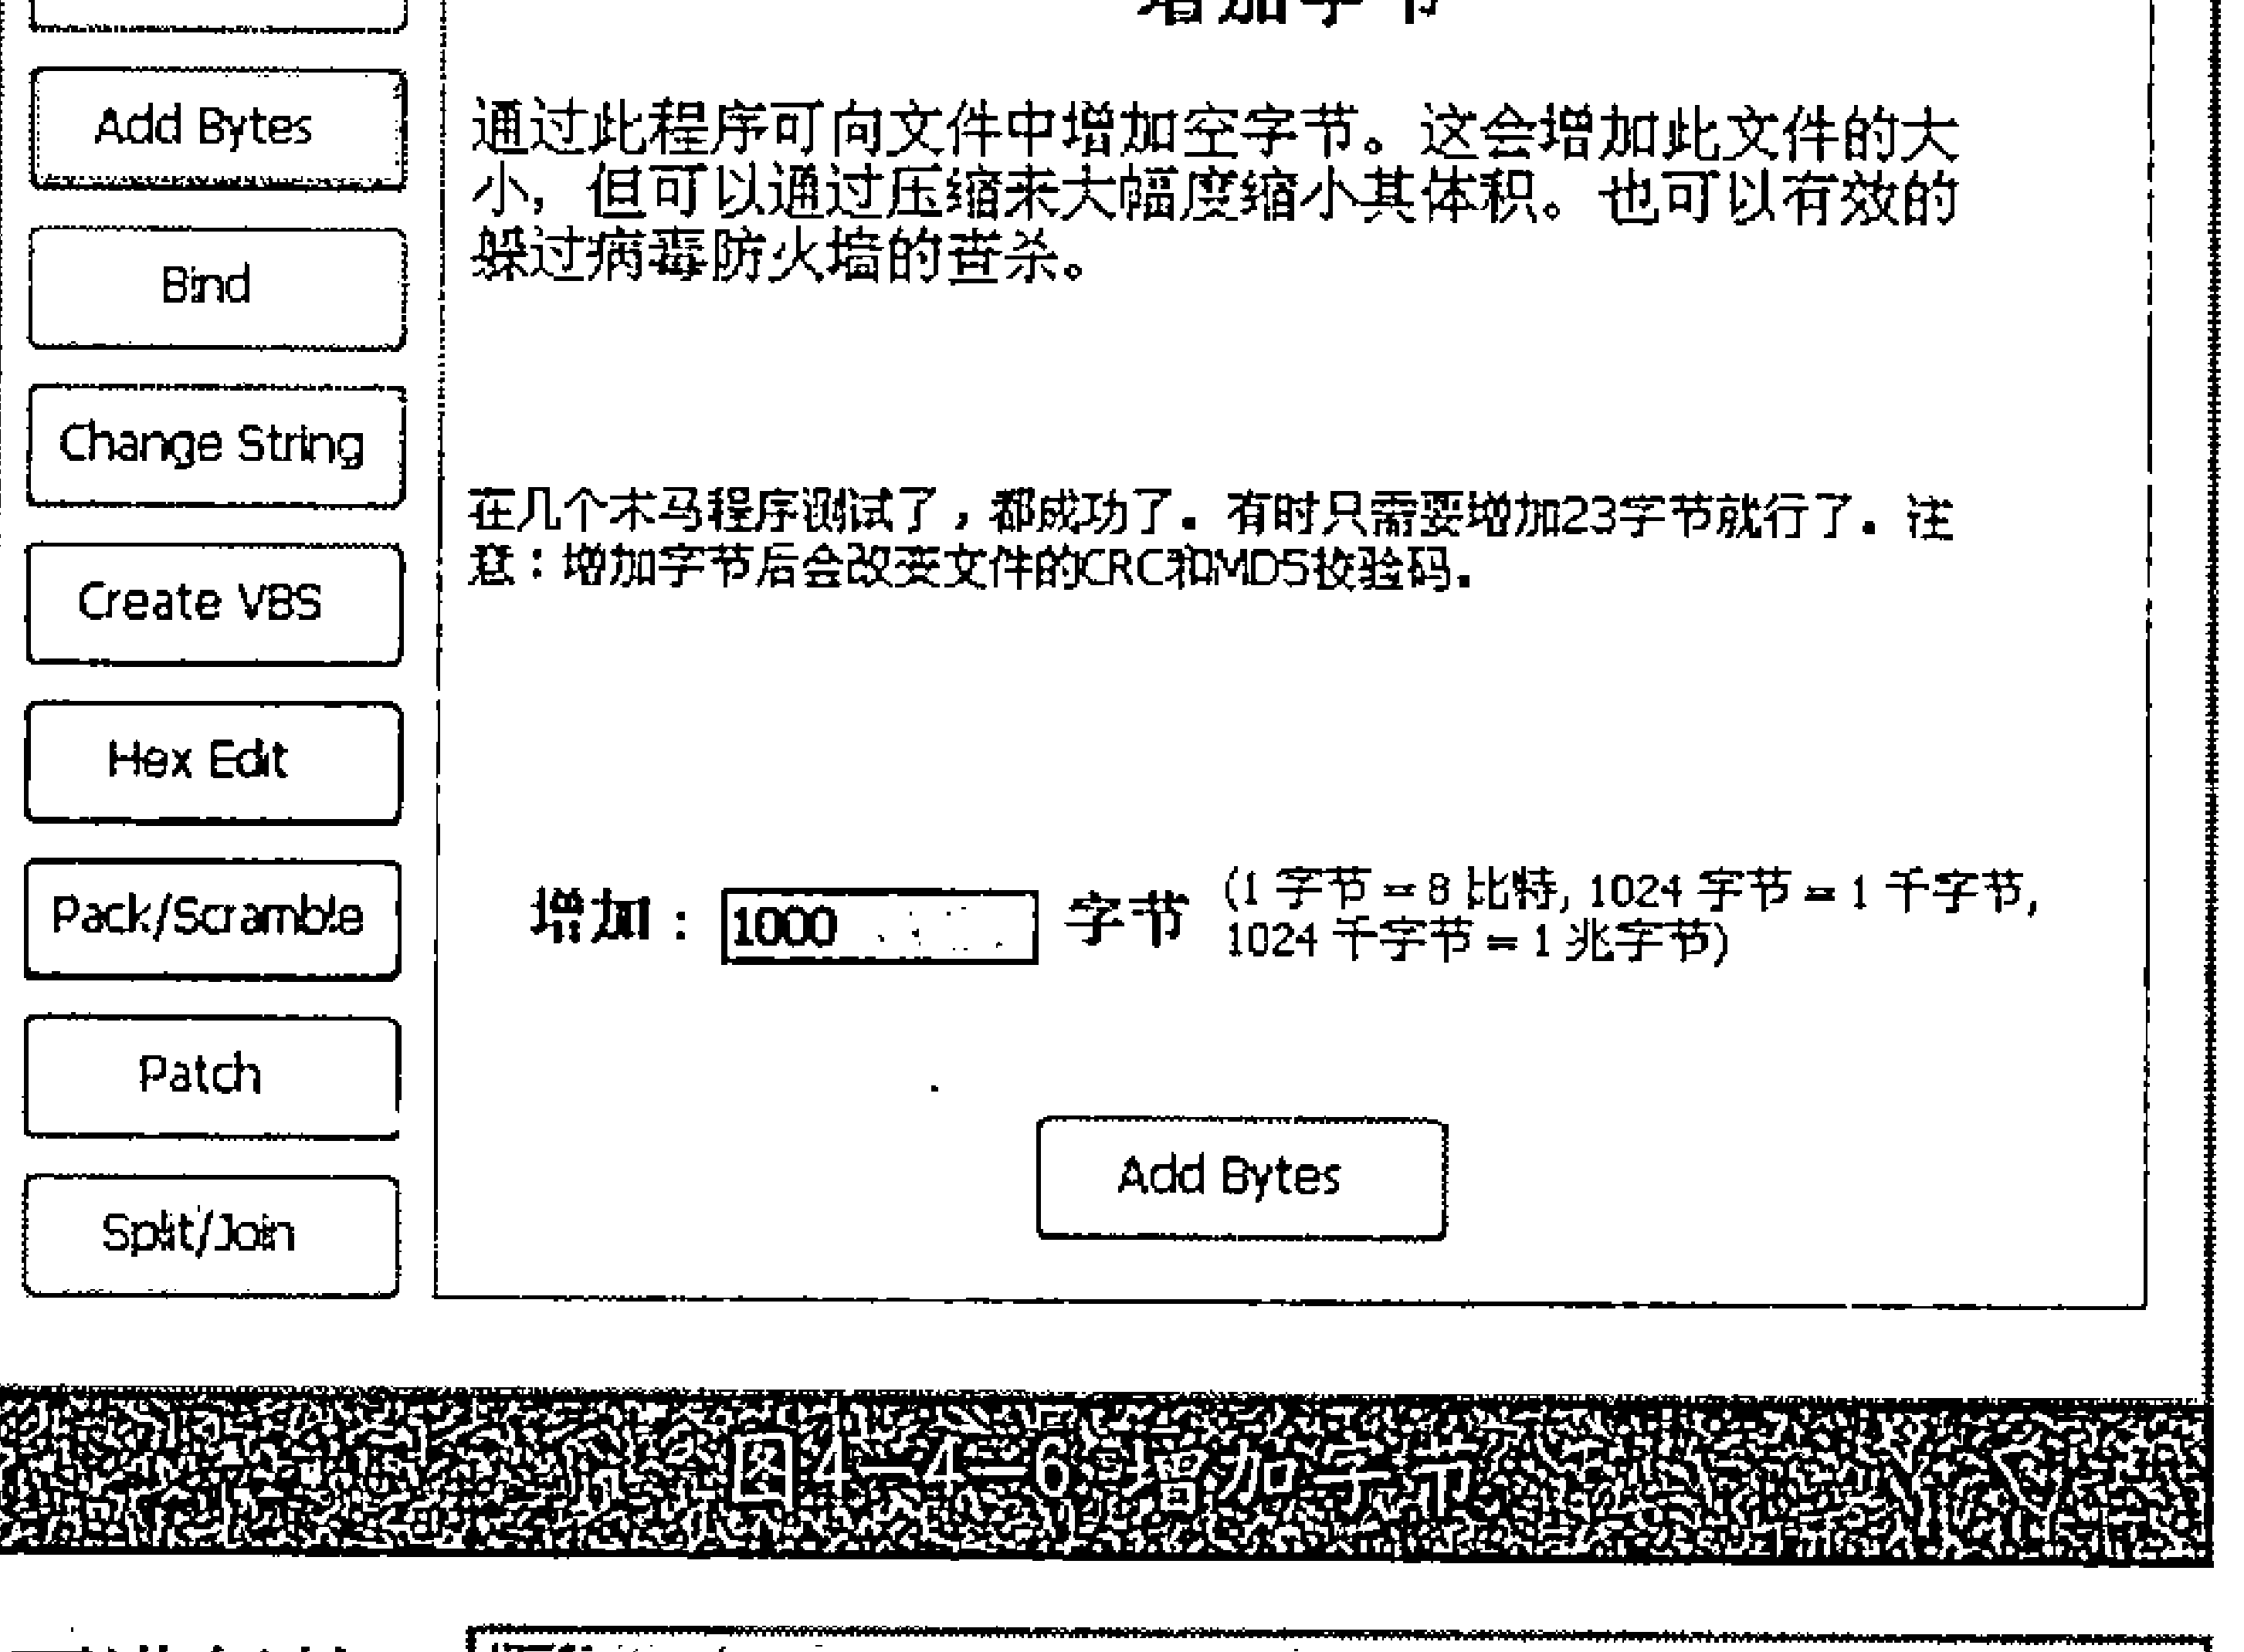 增加字节
Add Bytes
Bind
Change String
Create VBS
Hex Edit
Pack/Scramble
Patch
Split/Join
通过此程序可向文件中增加空字节。这会增加此文件的大
小，但可以通过压缩来大幅度缩小其体积。也可以有效的
躲过病毒防火墙的查杀。
在几个木马程序测试了，都成功了。有时只需要增加23字节就行了。注
意：增加字节后会改变文件的CRC和MD5校验码。
增加： 1000 字节 (1 字节 = 8 比特, 1024 字节 = 1 千字节,
1024 千字节 = 1 兆字节)
Add Bytes
图4-4-6 增加字节